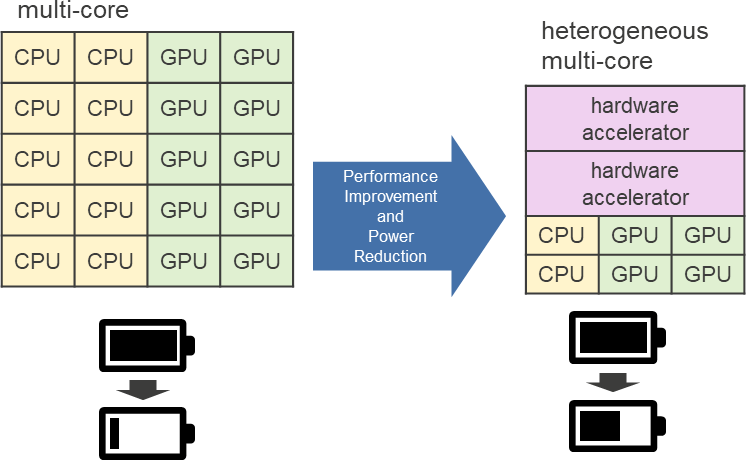 multi-core
CPU CPU GPU GPU
CPU CPU GPU GPU
CPU CPU GPU GPU
CPU CPU GPU GPU
CPU CPU GPU GPU
Performance
Improvement
and
Power
Reduction
heterogeneous
multi-core
hardware
accelerator
hardware
accelerator
CPU GPU GPU
CPU GPU GPU